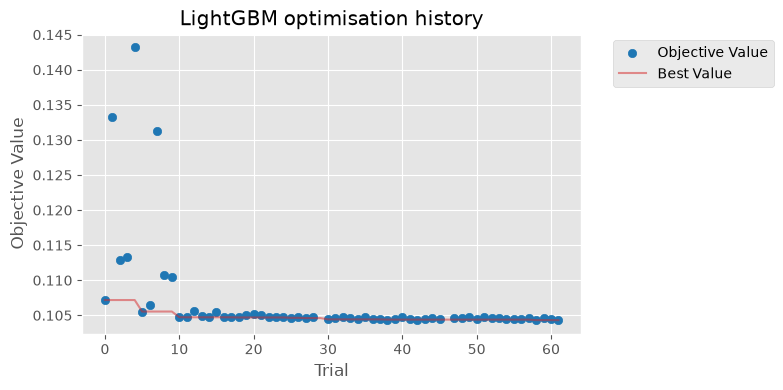 LightGBM optimisation history
Objective Value
Best Value
0.145
0.140
0.135
0.130
0.125
0.120
0.115
0.110
0.105
Objective Value
0 10 20 30 40 50 60
Trial